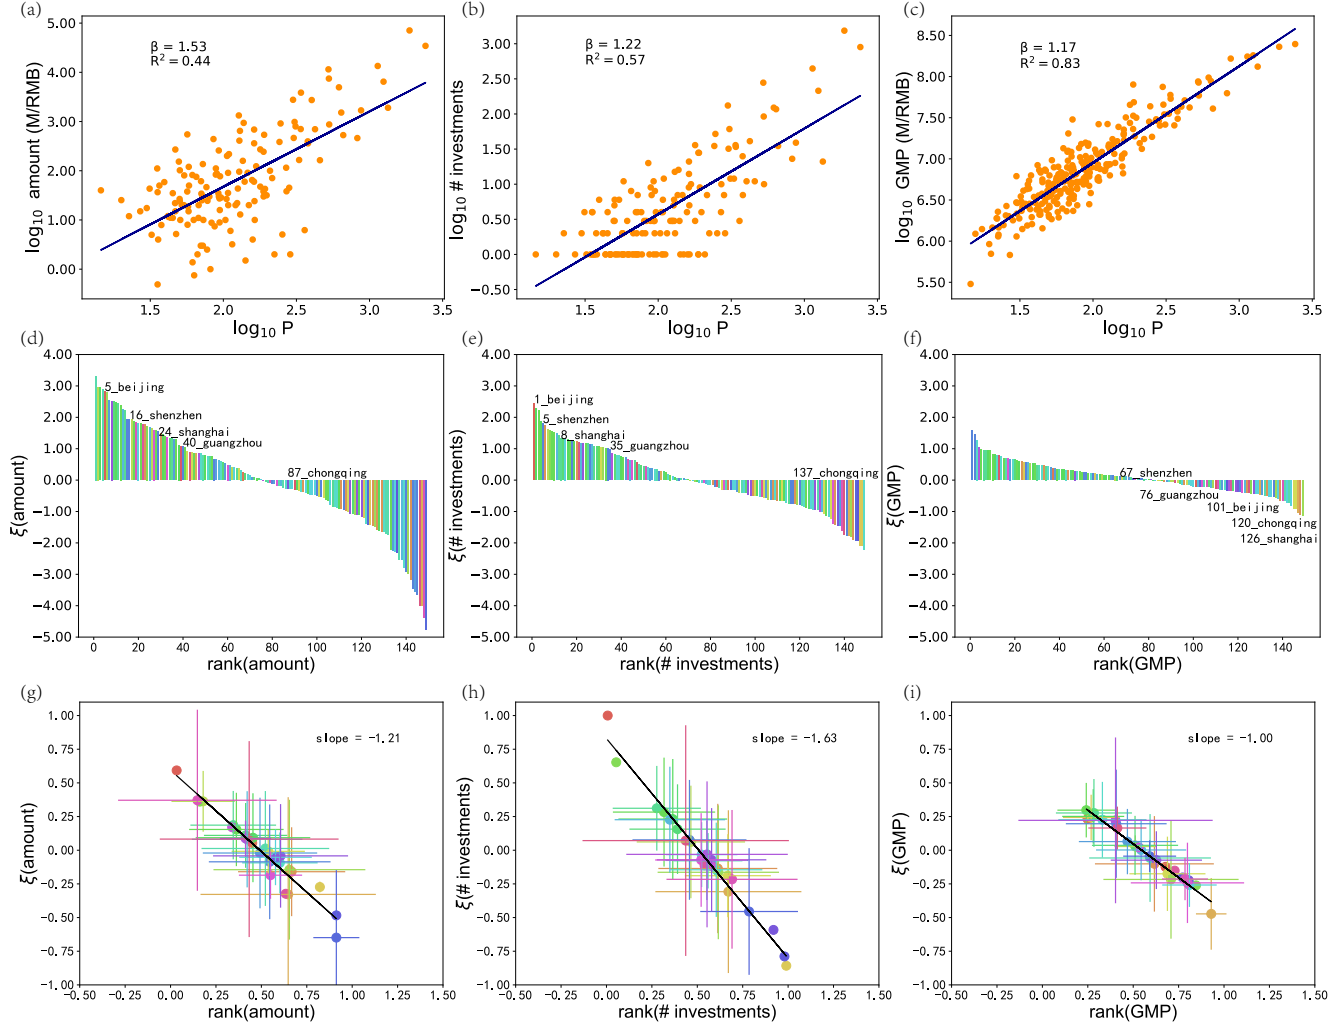 (a)
β = 1.53
R² = 0.44
log₁₀ amount (M/RMB)
5.00
4.00
3.00
2.00
1.00
0.00
1.5 2.0 2.5 3.0 3.5
log₁₀ P
(b)
β = 1.22
R² = 0.57
log₁₀ # investments
3.00
2.50
2.00
1.50
1.00
0.50
0.00
−0.50
1.5 2.0 2.5 3.0 3.5
log₁₀ P
(c)
β = 1.17
R² = 0.83
log₁₀ GMP (M/RMB)
8.50
8.00
7.50
7.00
6.50
6.00
5.50
1.5 2.0 2.5 3.0 3.5
log₁₀ P
(d)
ξ(amount)
4.00
3.00
2.00
1.00
0.00
−1.00
−2.00
−3.00
−4.00
−5.00
5_beijing
16_shenzhen
24_shanghai
40_guangzhou
87_chongqing
0 20 40 60 80 100 120 140
rank(amount)
(e)
ξ(# investments)
4.00
3.00
2.00
1.00
0.00
−1.00
−2.00
−3.00
−4.00
−5.00
1_beijing
5_shenzhen
8_shanghai
35_guangzhou
137_chongqing
0 20 40 60 80 100 120 140
rank(# investments)
(f)
ξ(GMP)
4.00
3.00
2.00
1.00
0.00
−1.00
−2.00
−3.00
−4.00
−5.00
67_shenzhen
76_guangzhou
101_beijing
120_chongqing
126_shanghai
0 20 40 60 80 100 120 140
rank(GMP)
(g)
slope = −1.21
ξ(amount)
1.00
0.75
0.50
0.25
0.00
−0.25
−0.50
−0.75
−1.00
−0.50 −0.25 0.00 0.25 0.50 0.75 1.00 1.25 1.50
rank(amount)
(h)
slope = −1.63
ξ(# investments)
1.00
0.75
0.50
0.25
0.00
−0.25
−0.50
−0.75
−1.00
−0.50 −0.25 0.00 0.25 0.50 0.75 1.00 1.25 1.50
rank(# investments)
(i)
slope = −1.00
ξ(GMP)
1.00
0.75
0.50
0.25
0.00
−0.25
−0.50
−0.75
−1.00
−0.50 −0.25 0.00 0.25 0.50 0.75 1.00 1.25 1.50
rank(GMP)